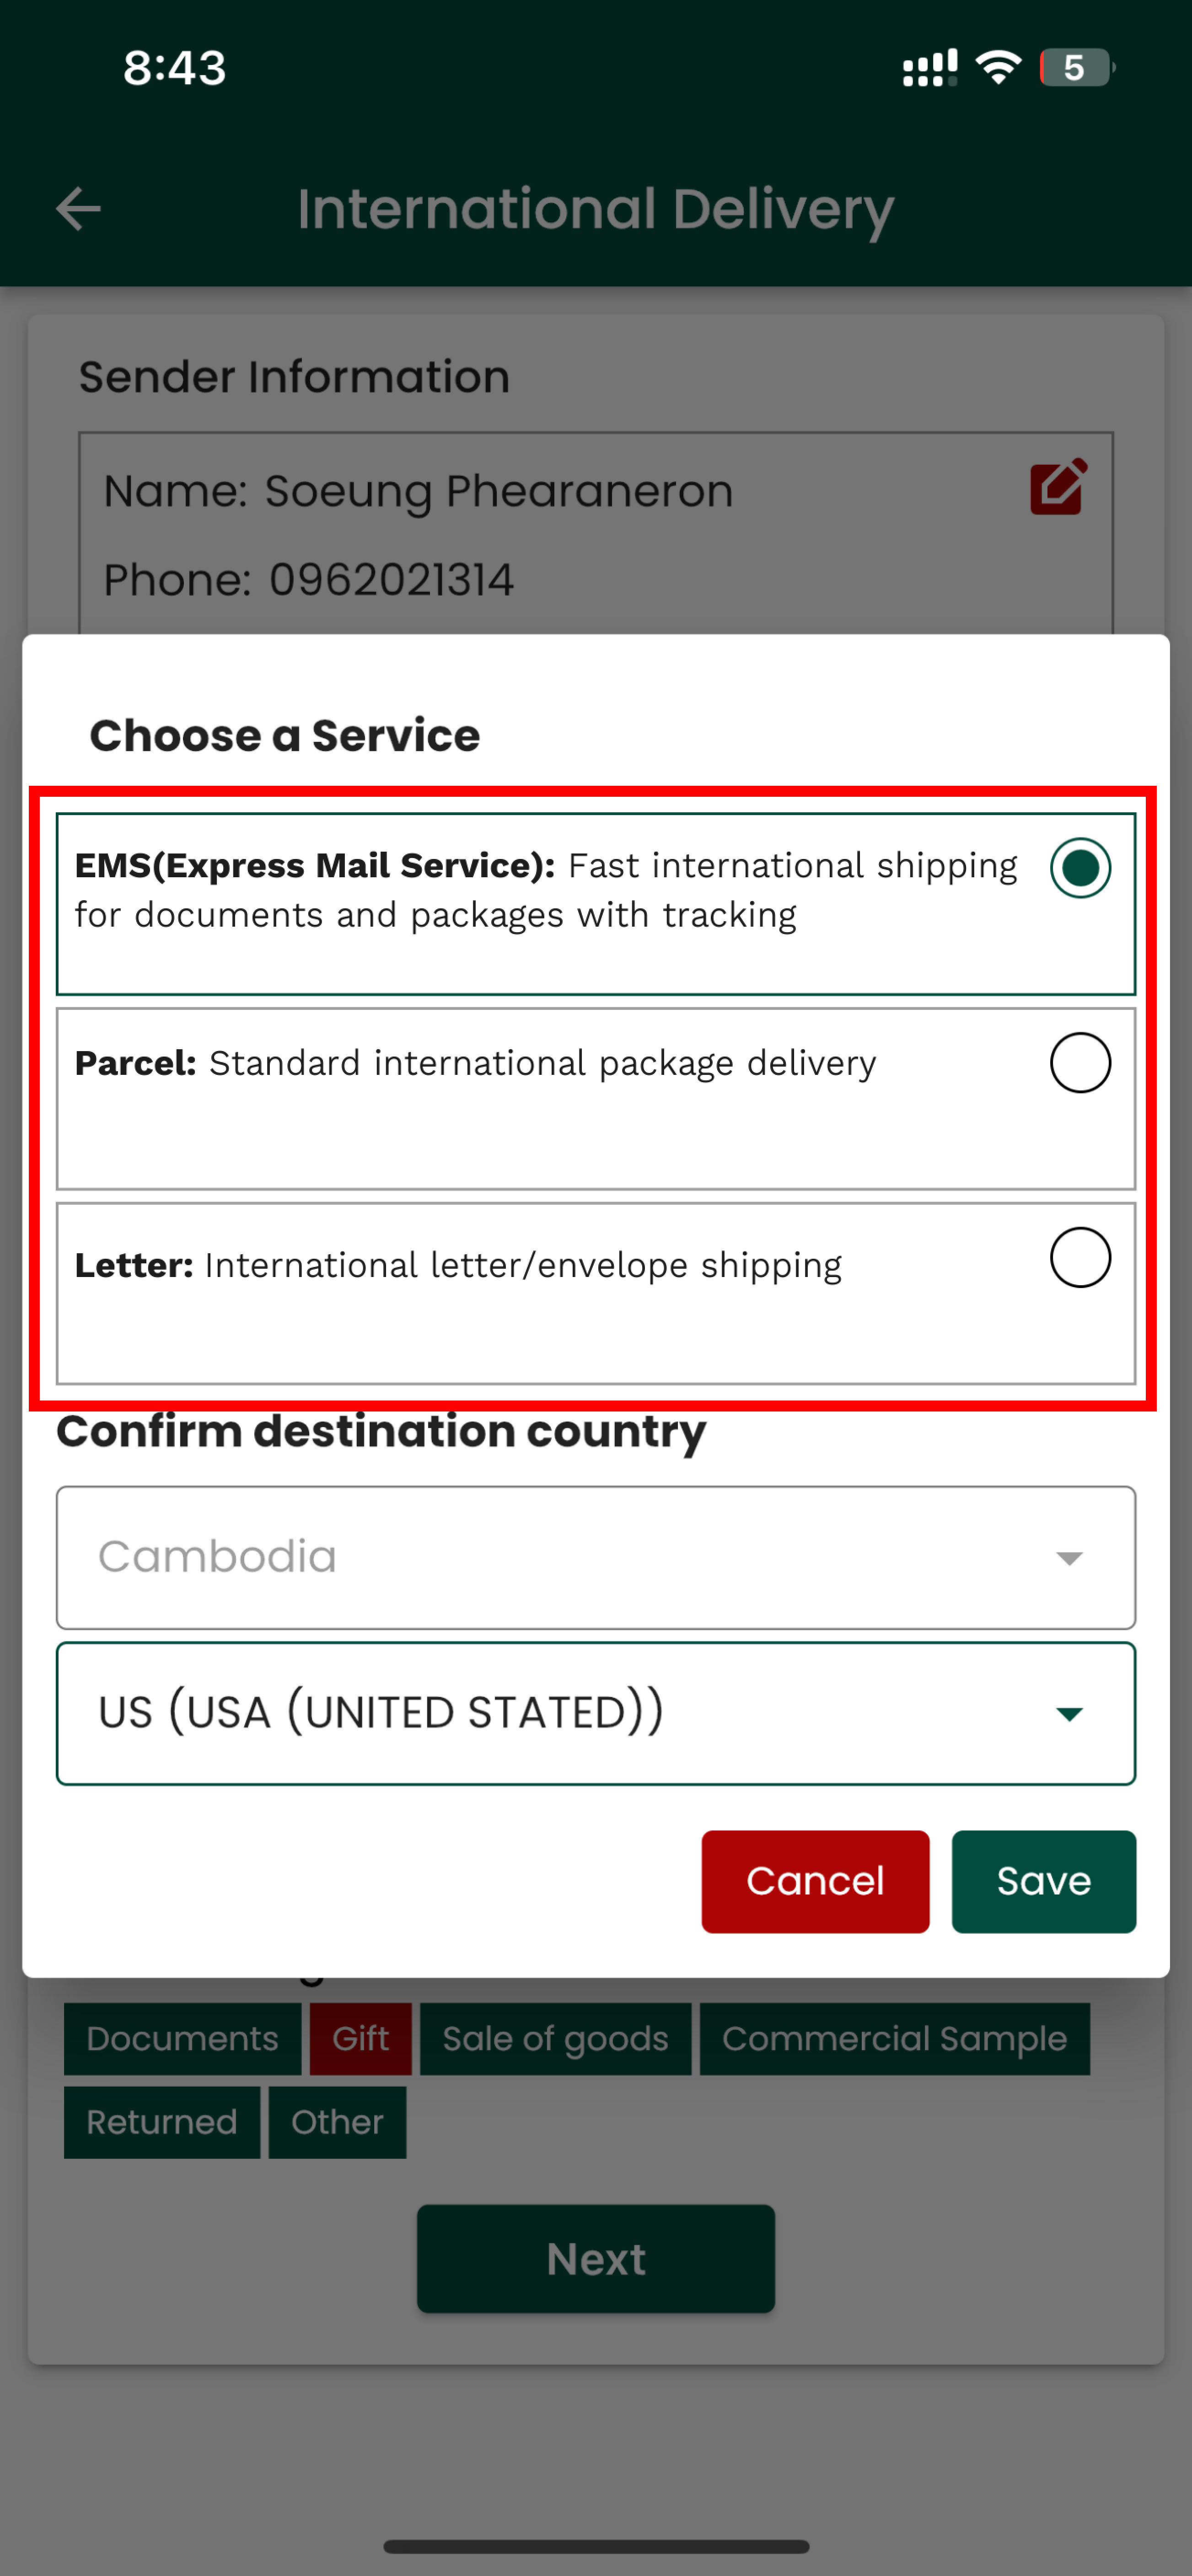 8:43
5
International Delivery
Sender Information
Name: Soeung Phearaneron
Phone: 0962021314
Choose a Service
EMS(Express Mail Service): Fast international shipping
for documents and packages with tracking
Parcel: Standard international package delivery
Letter: International letter/envelope shipping
Confirm destination country
Cambodia
US (USA (UNITED STATED))
Cancel Save
Documents Gift Sale of goods Commercial Sample
Returned Other
Next